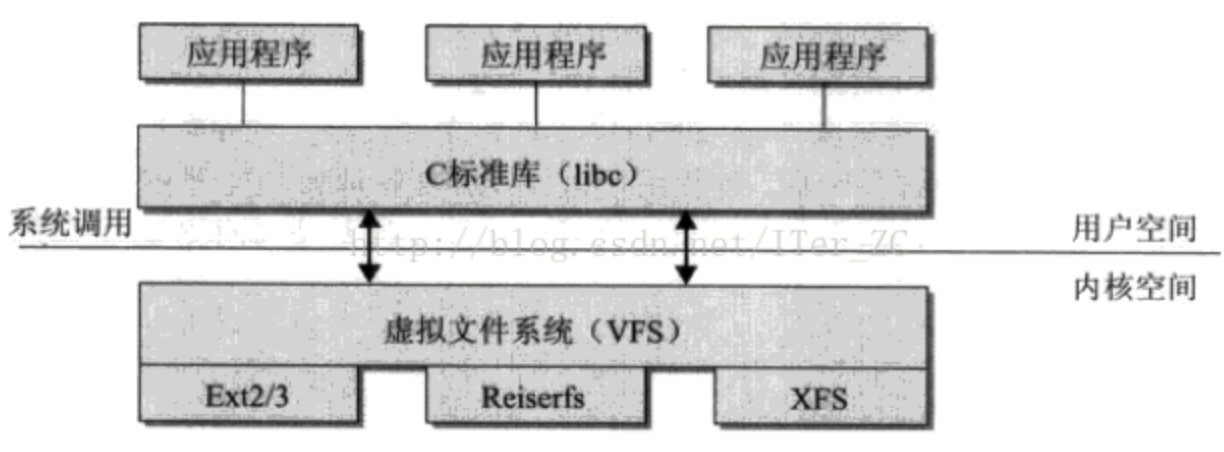 应用程序
应用程序
应用程序
C标准库（libc）
系统调用
用户空间
http://blog.csdn.net/ITer_ZC
内核空间
虚拟文件系统（VFS）
Ext2/3
Reiserfs
XFS